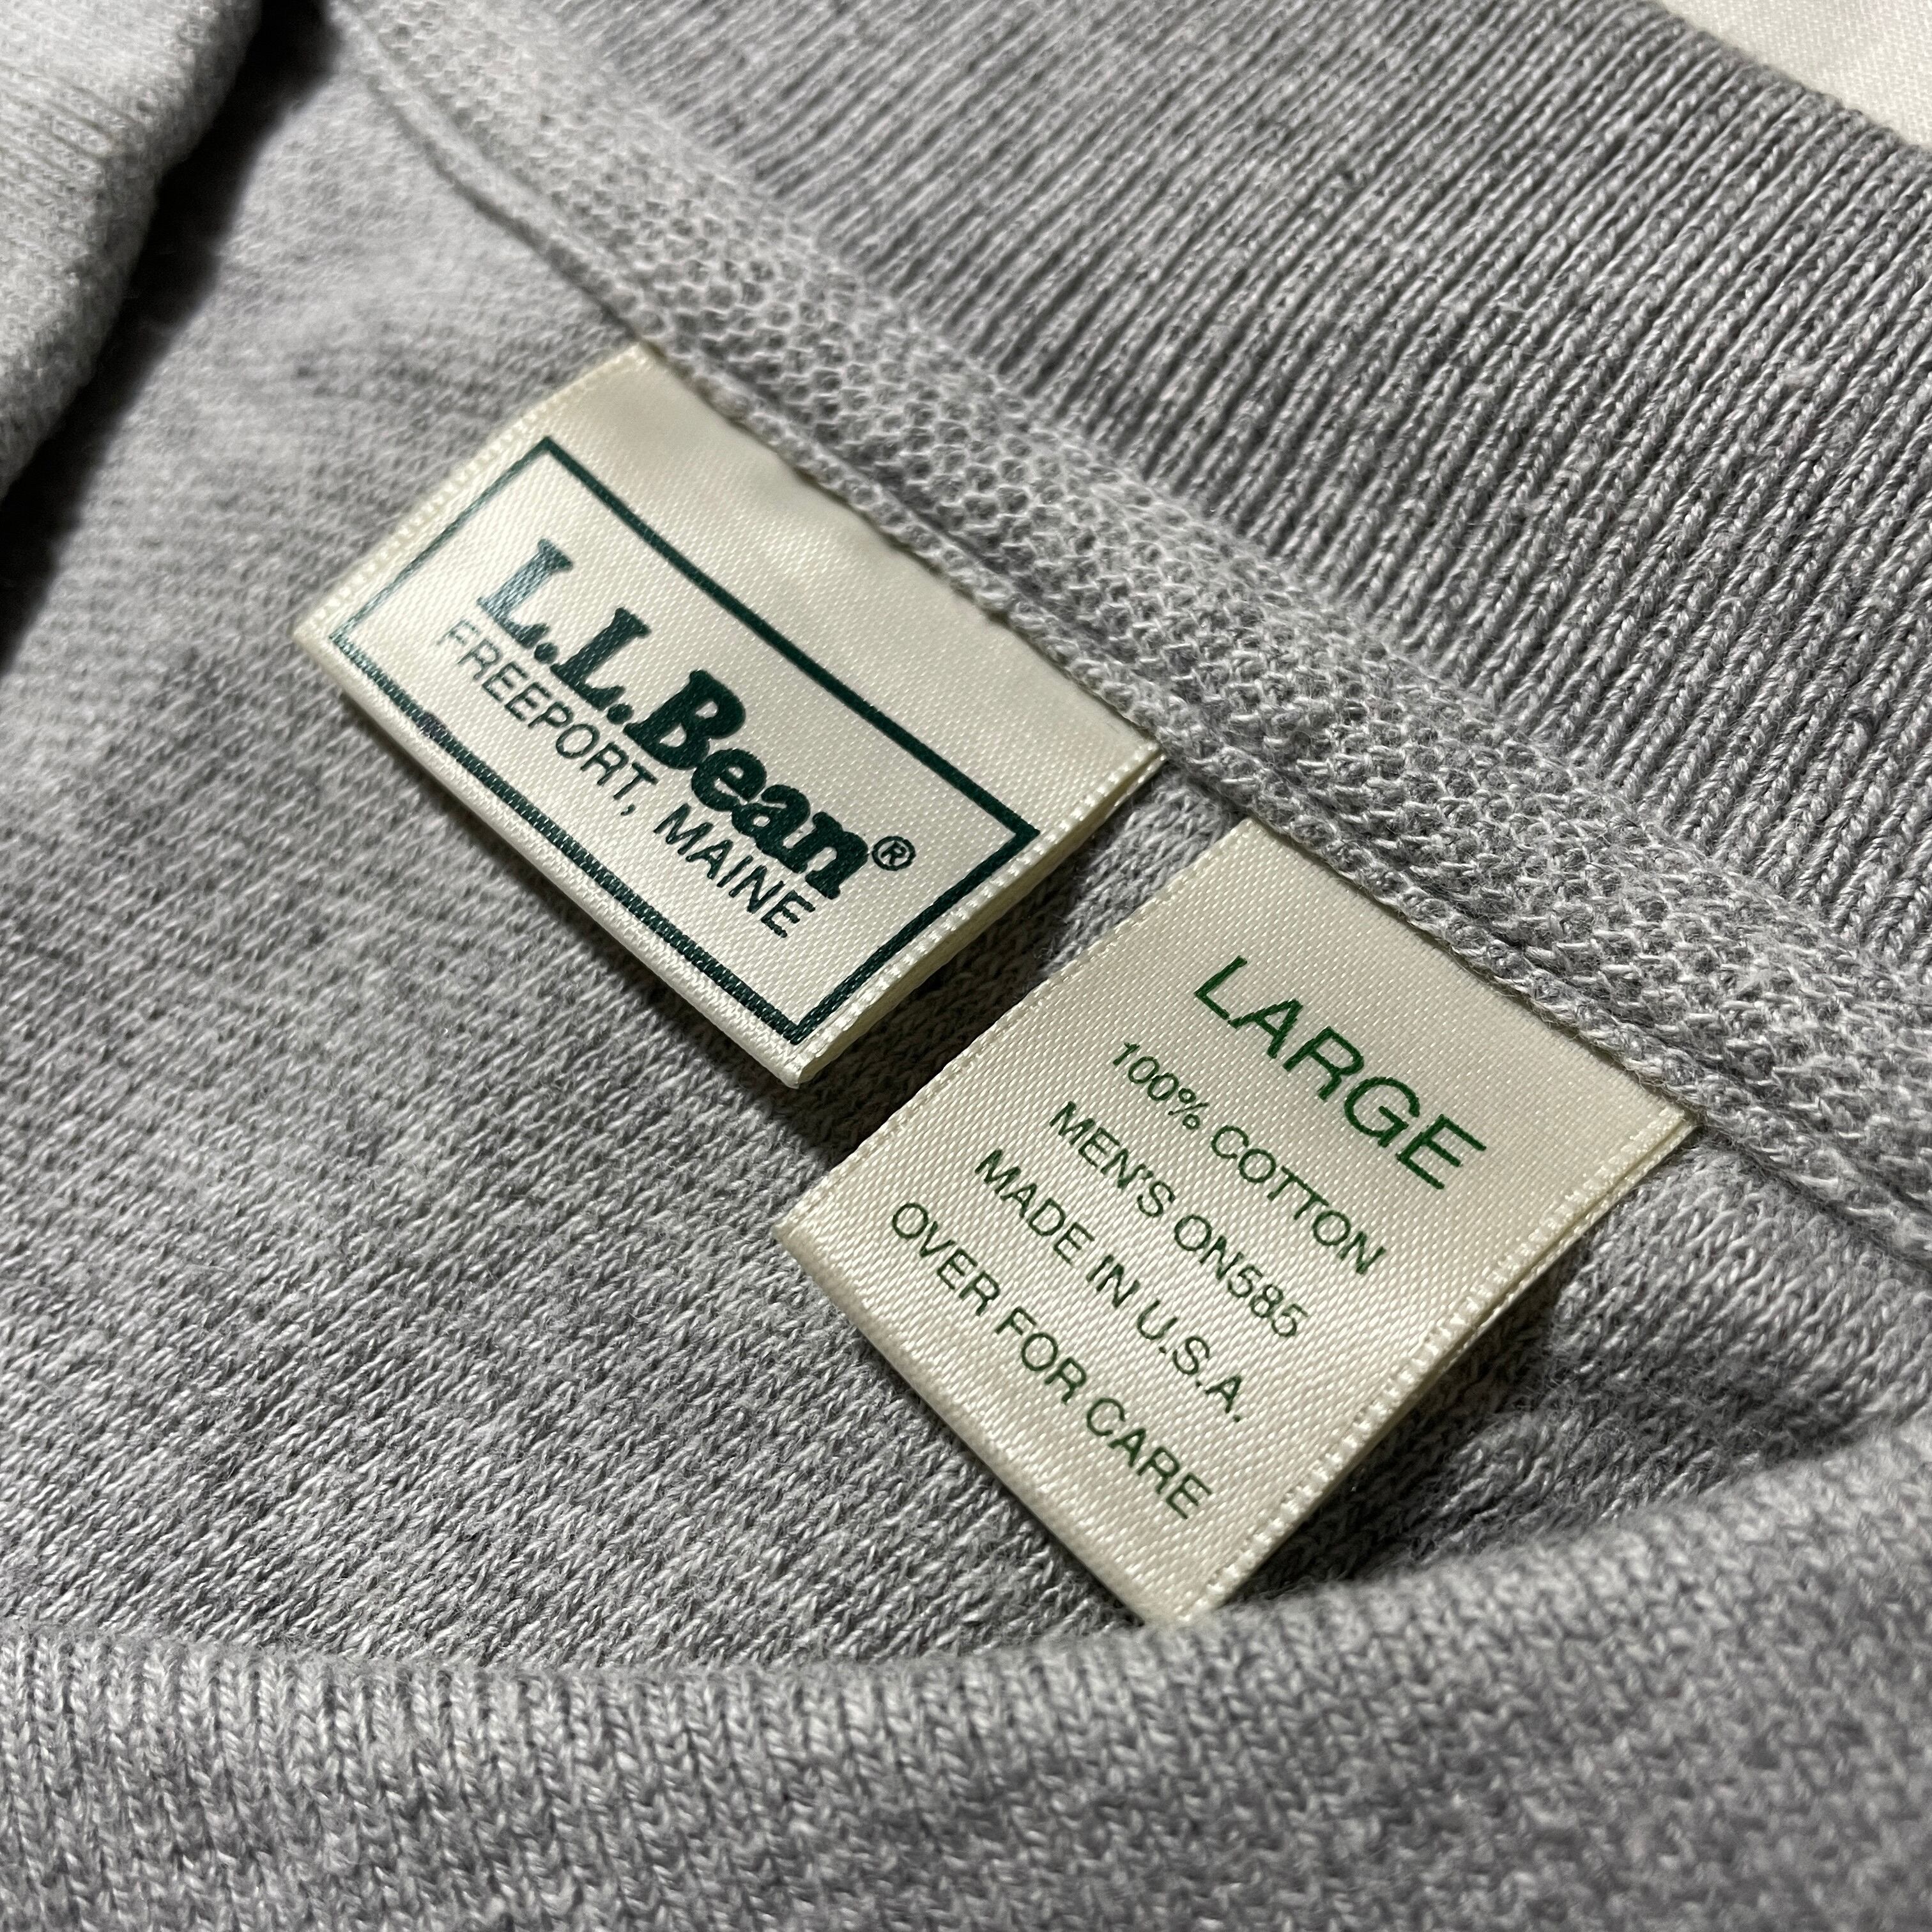 L.L.Bean®
FREEPORT, MAINE
LARGE
100% COTTON
MEN'S ON585
MADE IN U.S.A.
OVER FOR CARE